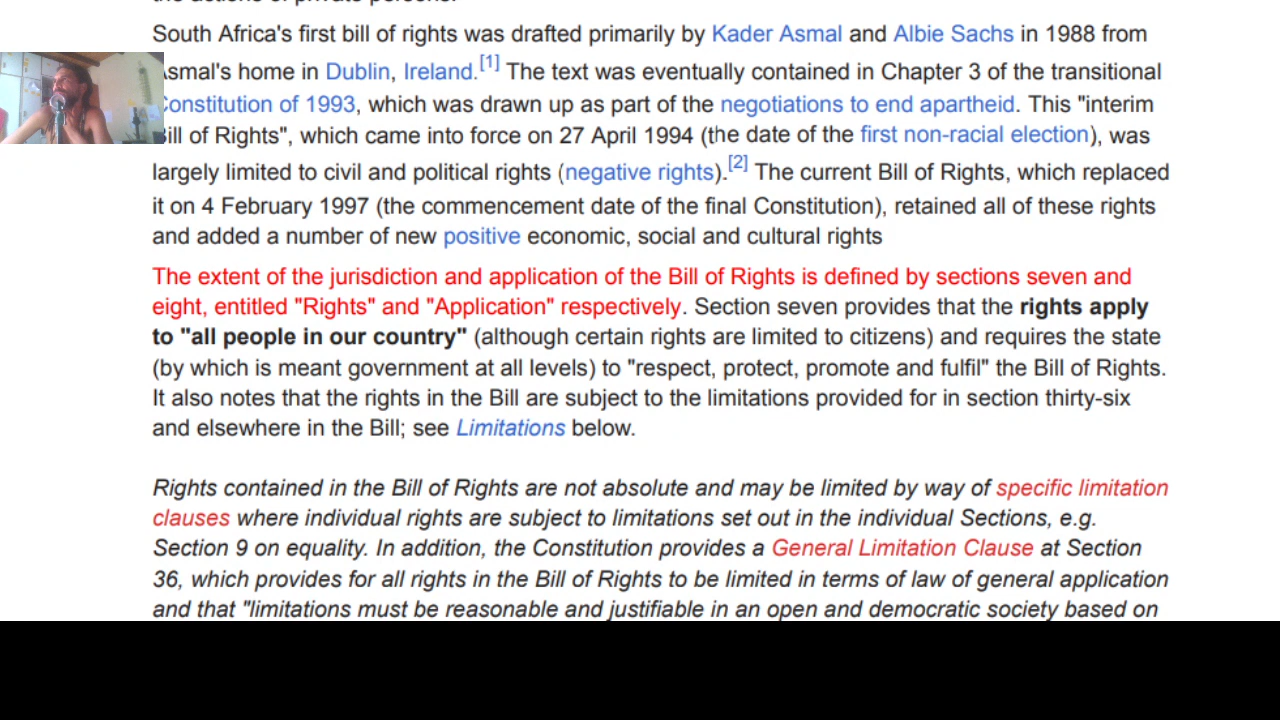 the actions of private persons.
South Africa's first bill of rights was drafted primarily by Kader Asmal and Albie Sachs in 1988 from
Asmal's home in Dublin, Ireland.[1] The text was eventually contained in Chapter 3 of the transitional
Constitution of 1993, which was drawn up as part of the negotiations to end apartheid. This "interim
Bill of Rights", which came into force on 27 April 1994 (the date of the first non-racial election), was
largely limited to civil and political rights (negative rights).[2] The current Bill of Rights, which replaced
it on 4 February 1997 (the commencement date of the final Constitution), retained all of these rights
and added a number of new positive economic, social and cultural rights
The extent of the jurisdiction and application of the Bill of Rights is defined by sections seven and
eight, entitled "Rights" and "Application" respectively. Section seven provides that the rights apply
to "all people in our country" (although certain rights are limited to citizens) and requires the state
(by which is meant government at all levels) to "respect, protect, promote and fulfil" the Bill of Rights.
It also notes that the rights in the Bill are subject to the limitations provided for in section thirty-six
and elsewhere in the Bill; see Limitations below.
Rights contained in the Bill of Rights are not absolute and may be limited by way of specific limitation
clauses where individual rights are subject to limitations set out in the individual Sections, e.g.
Section 9 on equality. In addition, the Constitution provides a General Limitation Clause at Section
36, which provides for all rights in the Bill of Rights to be limited in terms of law of general application
and that "limitations must be reasonable and justifiable in an open and democratic society based on